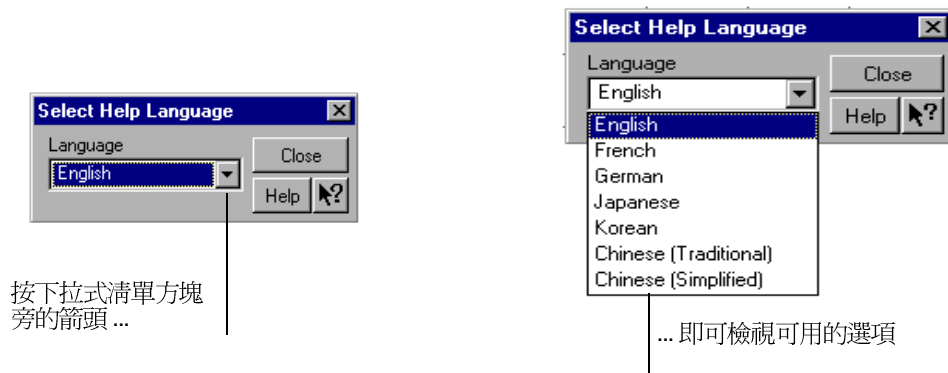 Select Help Language
Language
English
Close
Help
?
按下拉式清單方塊
旁的箭頭 ...
Select Help Language
Language
English
Close
Help
?
English
French
German
Japanese
Korean
Chinese (Traditional)
Chinese (Simplified)
... 即可檢視可用的選項